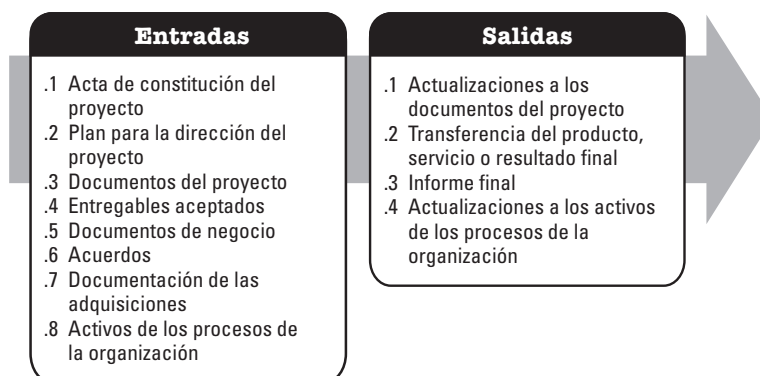 Entradas
.1 Acta de constitución del
proyecto
.2 Plan para la dirección del
proyecto
.3 Documentos del proyecto
.4 Entregables aceptados
.5 Documentos de negocio
.6 Acuerdos
.7 Documentación de las
adquisiciones
.8 Activos de los procesos de
la organización
Salidas
.1 Actualizaciones a los
documentos del proyecto
.2 Transferencia del producto,
servicio o resultado final
.3 Informe final
.4 Actualizaciones a los activos
de los procesos de la
organización